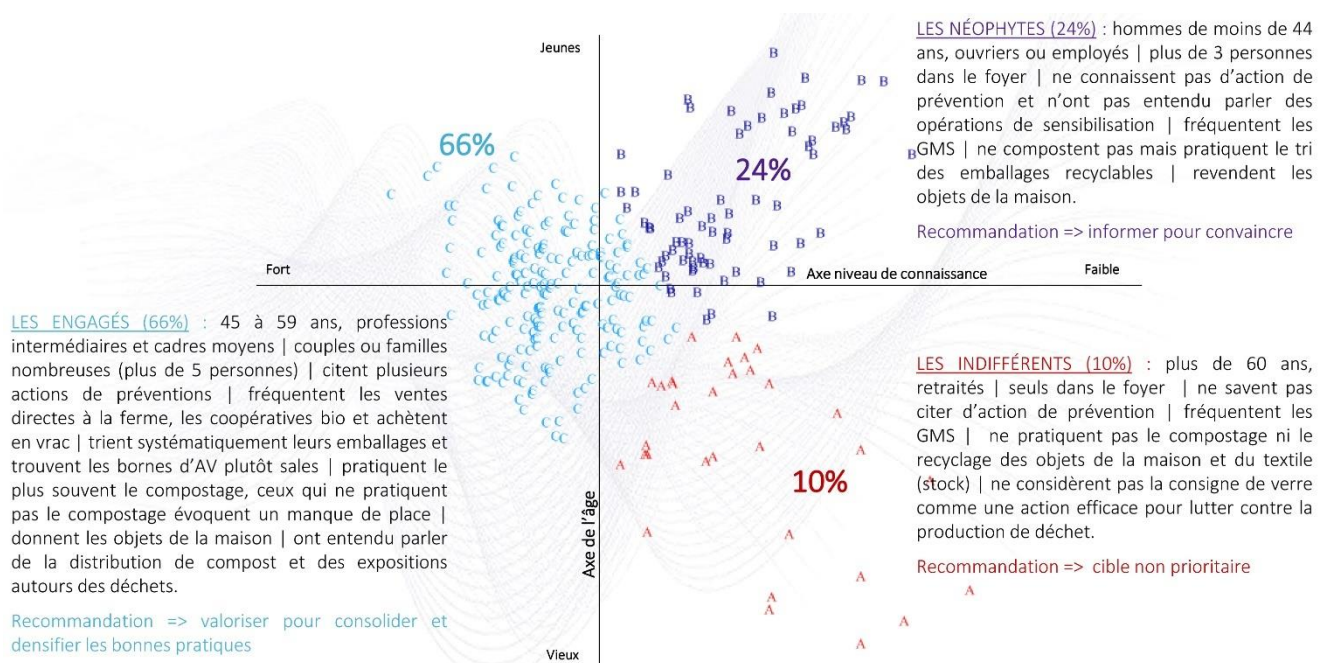 Jeunes
66%
24%
10%
Fort
Axe niveau de connaissance
Faible
Axe de l'âge
Vieux
LES NÉOPHYTES (24%) : hommes de moins de 44
ans, ouvriers ou employés | plus de 3 personnes
dans le foyer | ne connaissent pas d'action de
prévention et n'ont pas entendu parler des
opérations de sensibilisation | fréquentent les
GMS | ne compostent pas mais pratiquent le tri
des emballages recyclables | revendent les
objets de la maison.
Recommandation => informer pour convaincre
LES ENGAGÉS (66%) : 45 à 59 ans, professions
intermédiaires et cadres moyens | couples ou familles
nombreuses (plus de 5 personnes) | citent plusieurs
actions de préventions | fréquentent les ventes
directes à la ferme, les coopératives bio et achètent
en vrac | trient systématiquement leurs emballages et
trouvent les bornes d'AV plutôt sales | pratiquent le
plus souvent le compostage, ceux qui ne pratiquent
pas le compostage évoquent un manque de place |
donnent les objets de la maison | ont entendu parler
de la distribution de compost et des expositions
autours des déchets.
Recommandation => valoriser pour consolider et
densifier les bonnes pratiques
LES INDIFFÉRENTS (10%) : plus de 60 ans,
retraités | seuls dans le foyer | ne savent pas
citer d'action de prévention | fréquentent les
GMS | ne pratiquent pas le compostage ni le
recyclage des objets de la maison et du textile
(stock) | ne considèrent pas la consigne de verre
comme une action efficace pour lutter contre la
production de déchet.
Recommandation => cible non prioritaire